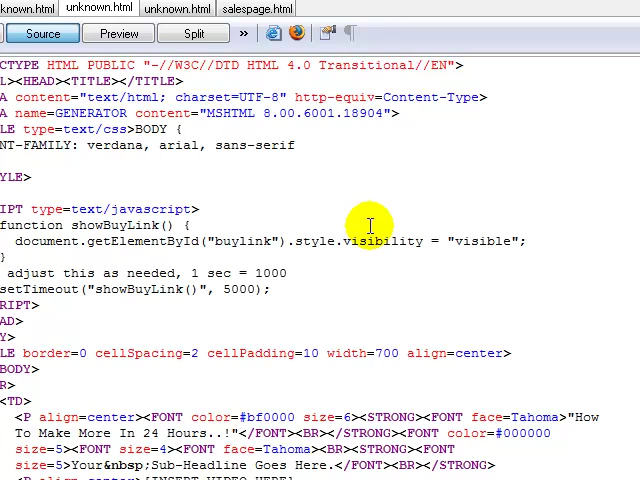 known.html unknown.html unknown.html salespage.html
Source Preview Split »
CTYPE HTML PUBLIC "-//W3C//DTD HTML 4.0 Transitional//EN">
L><HEAD><TITLE></TITLE>
A content="text/html; charset=UTF-8" http-equiv=Content-Type>
A name=GENERATOR content="MSHTML 8.00.6001.18904">
LE type=text/css>BODY {
NT-FAMILY: verdana, arial, sans-serif
YLE>
IPT type=text/javascript>
function showBuyLink() {
document.getElementById("buylink").style.visibility = "visible";
}
adjust this as needed, 1 sec = 1000
setTimeout("showBuyLink()", 5000);
RIPT>
AD>
Y>
LE border=0 cellSpacing=2 cellPadding=10 width=700 align=center>
BODY>
R>
<TD>
<P align=center><FONT color=#bf0000 size=6><STRONG><FONT face=Tahoma>"How
To Make More In 24 Hours..!"</FONT><BR></STRONG><FONT color=#000000
size=5><FONT size=4><FONT face=Tahoma><BR><STRONG><FONT
size=5>Your&nbsp;Sub-Headline Goes Here.</FONT><BR></STRONG>
<P align=center>[INSERT VIDEO HERE]